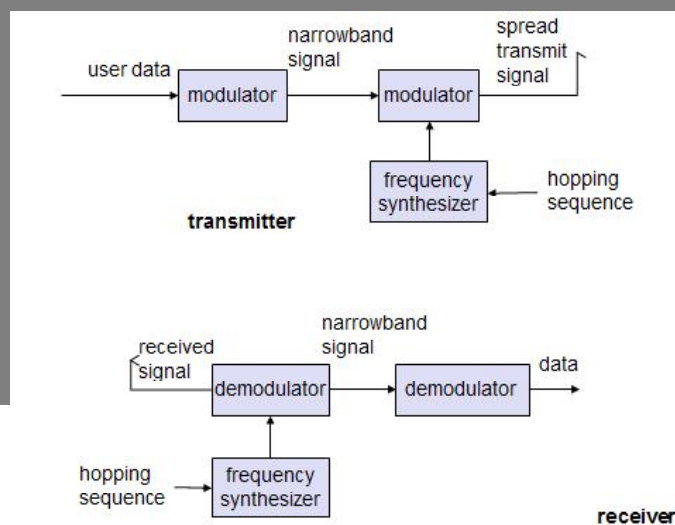 user data
modulator
narrowband
signal
modulator
spread
transmit
signal
frequency
synthesizer
hopping
sequence
transmitter
received
signal
demodulator
narrowband
signal
demodulator
data
hopping
sequence
frequency
synthesizer
receiver